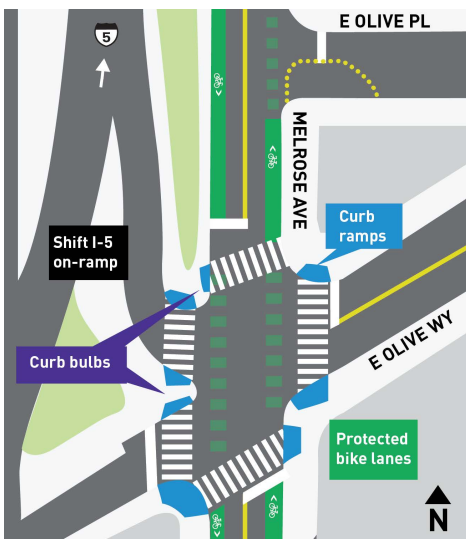 E OLIVE PL
5
MELROSE AVE
Curb
ramps
Shift I-5
on-ramp
Curb bulbs
E OLIVE WY
Protected
bike lanes
N